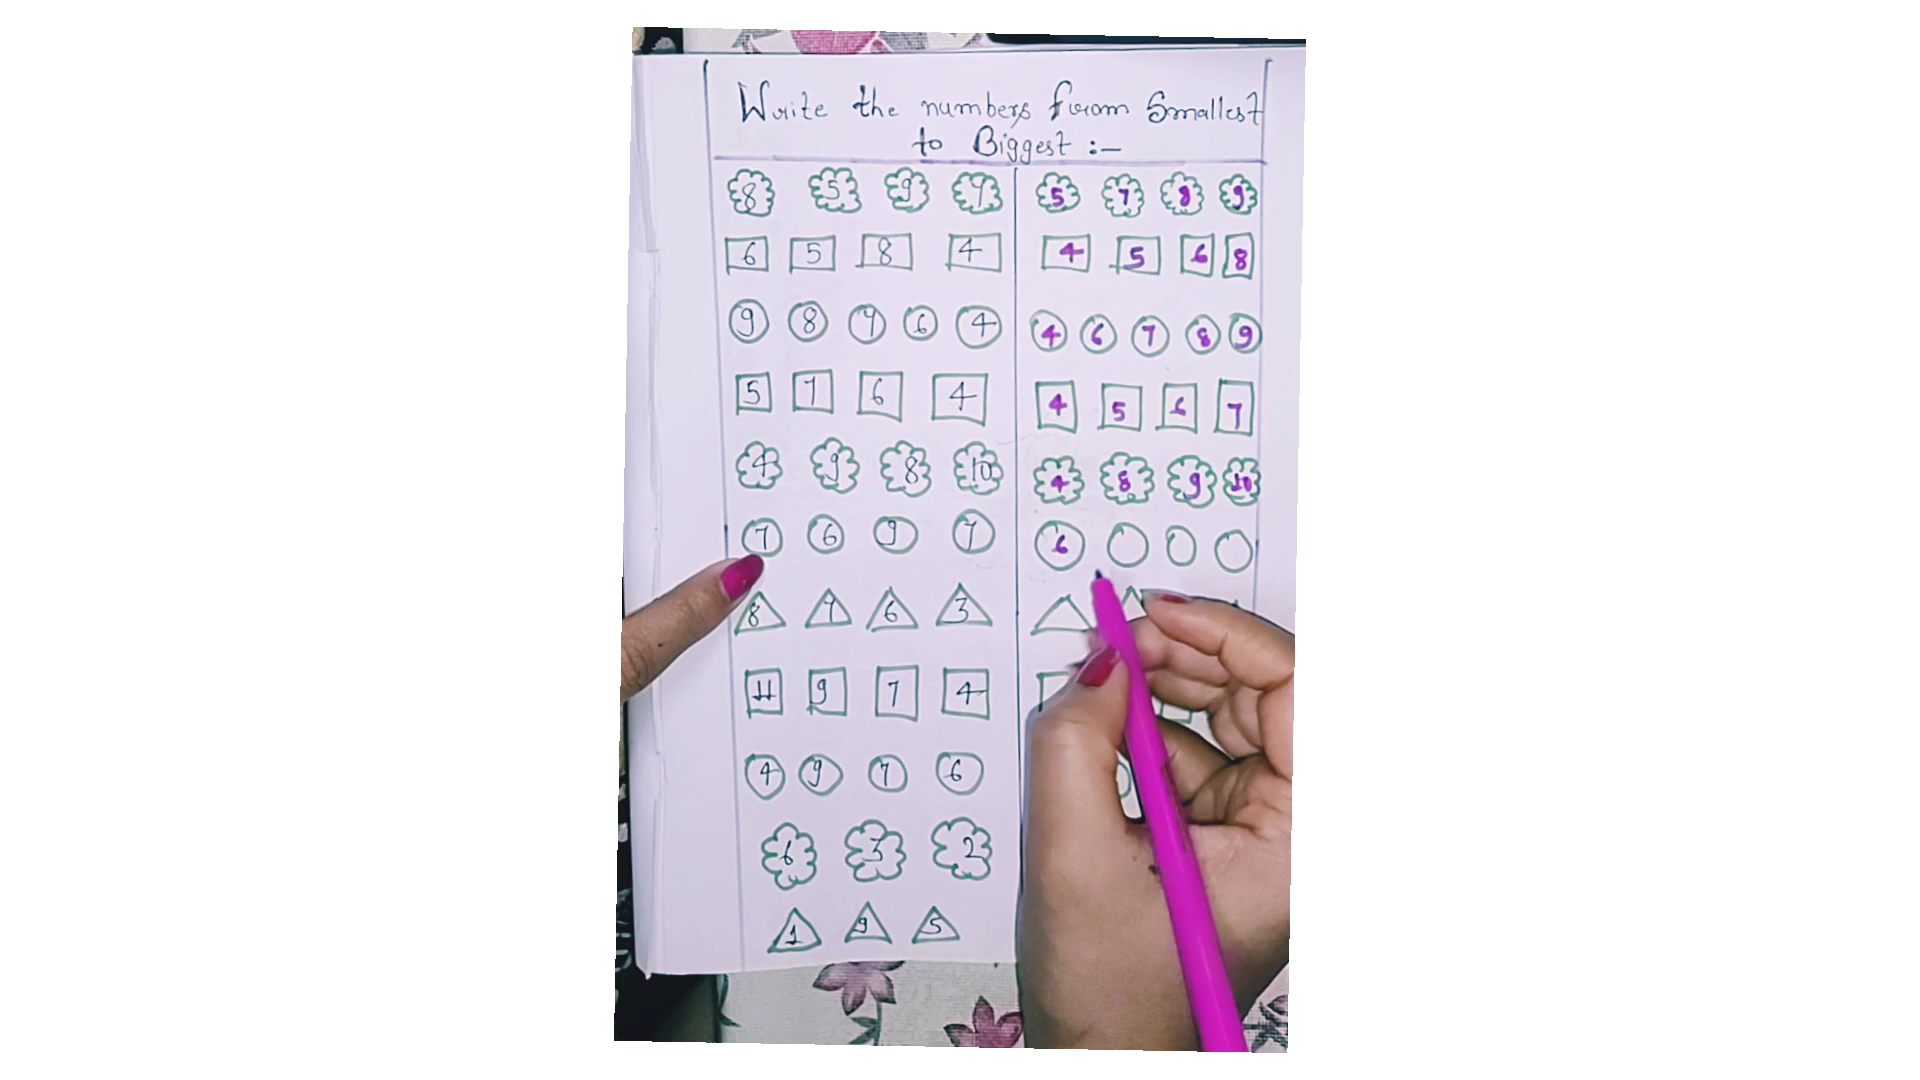 Write the numbers from Smallest
to Biggest :-
8 5 9 7 5 7 8 9
6 5 8 4 4 5 6 8
9 8 7 6 4 4 6 7 8 9
5 7 6 4 4 5 6 7
4 9 8 10 4 8 9 10
7 6 9 7 6
8 7 6 3
11 9 7 4
4 9 7 6
6 3 2
1 9 5